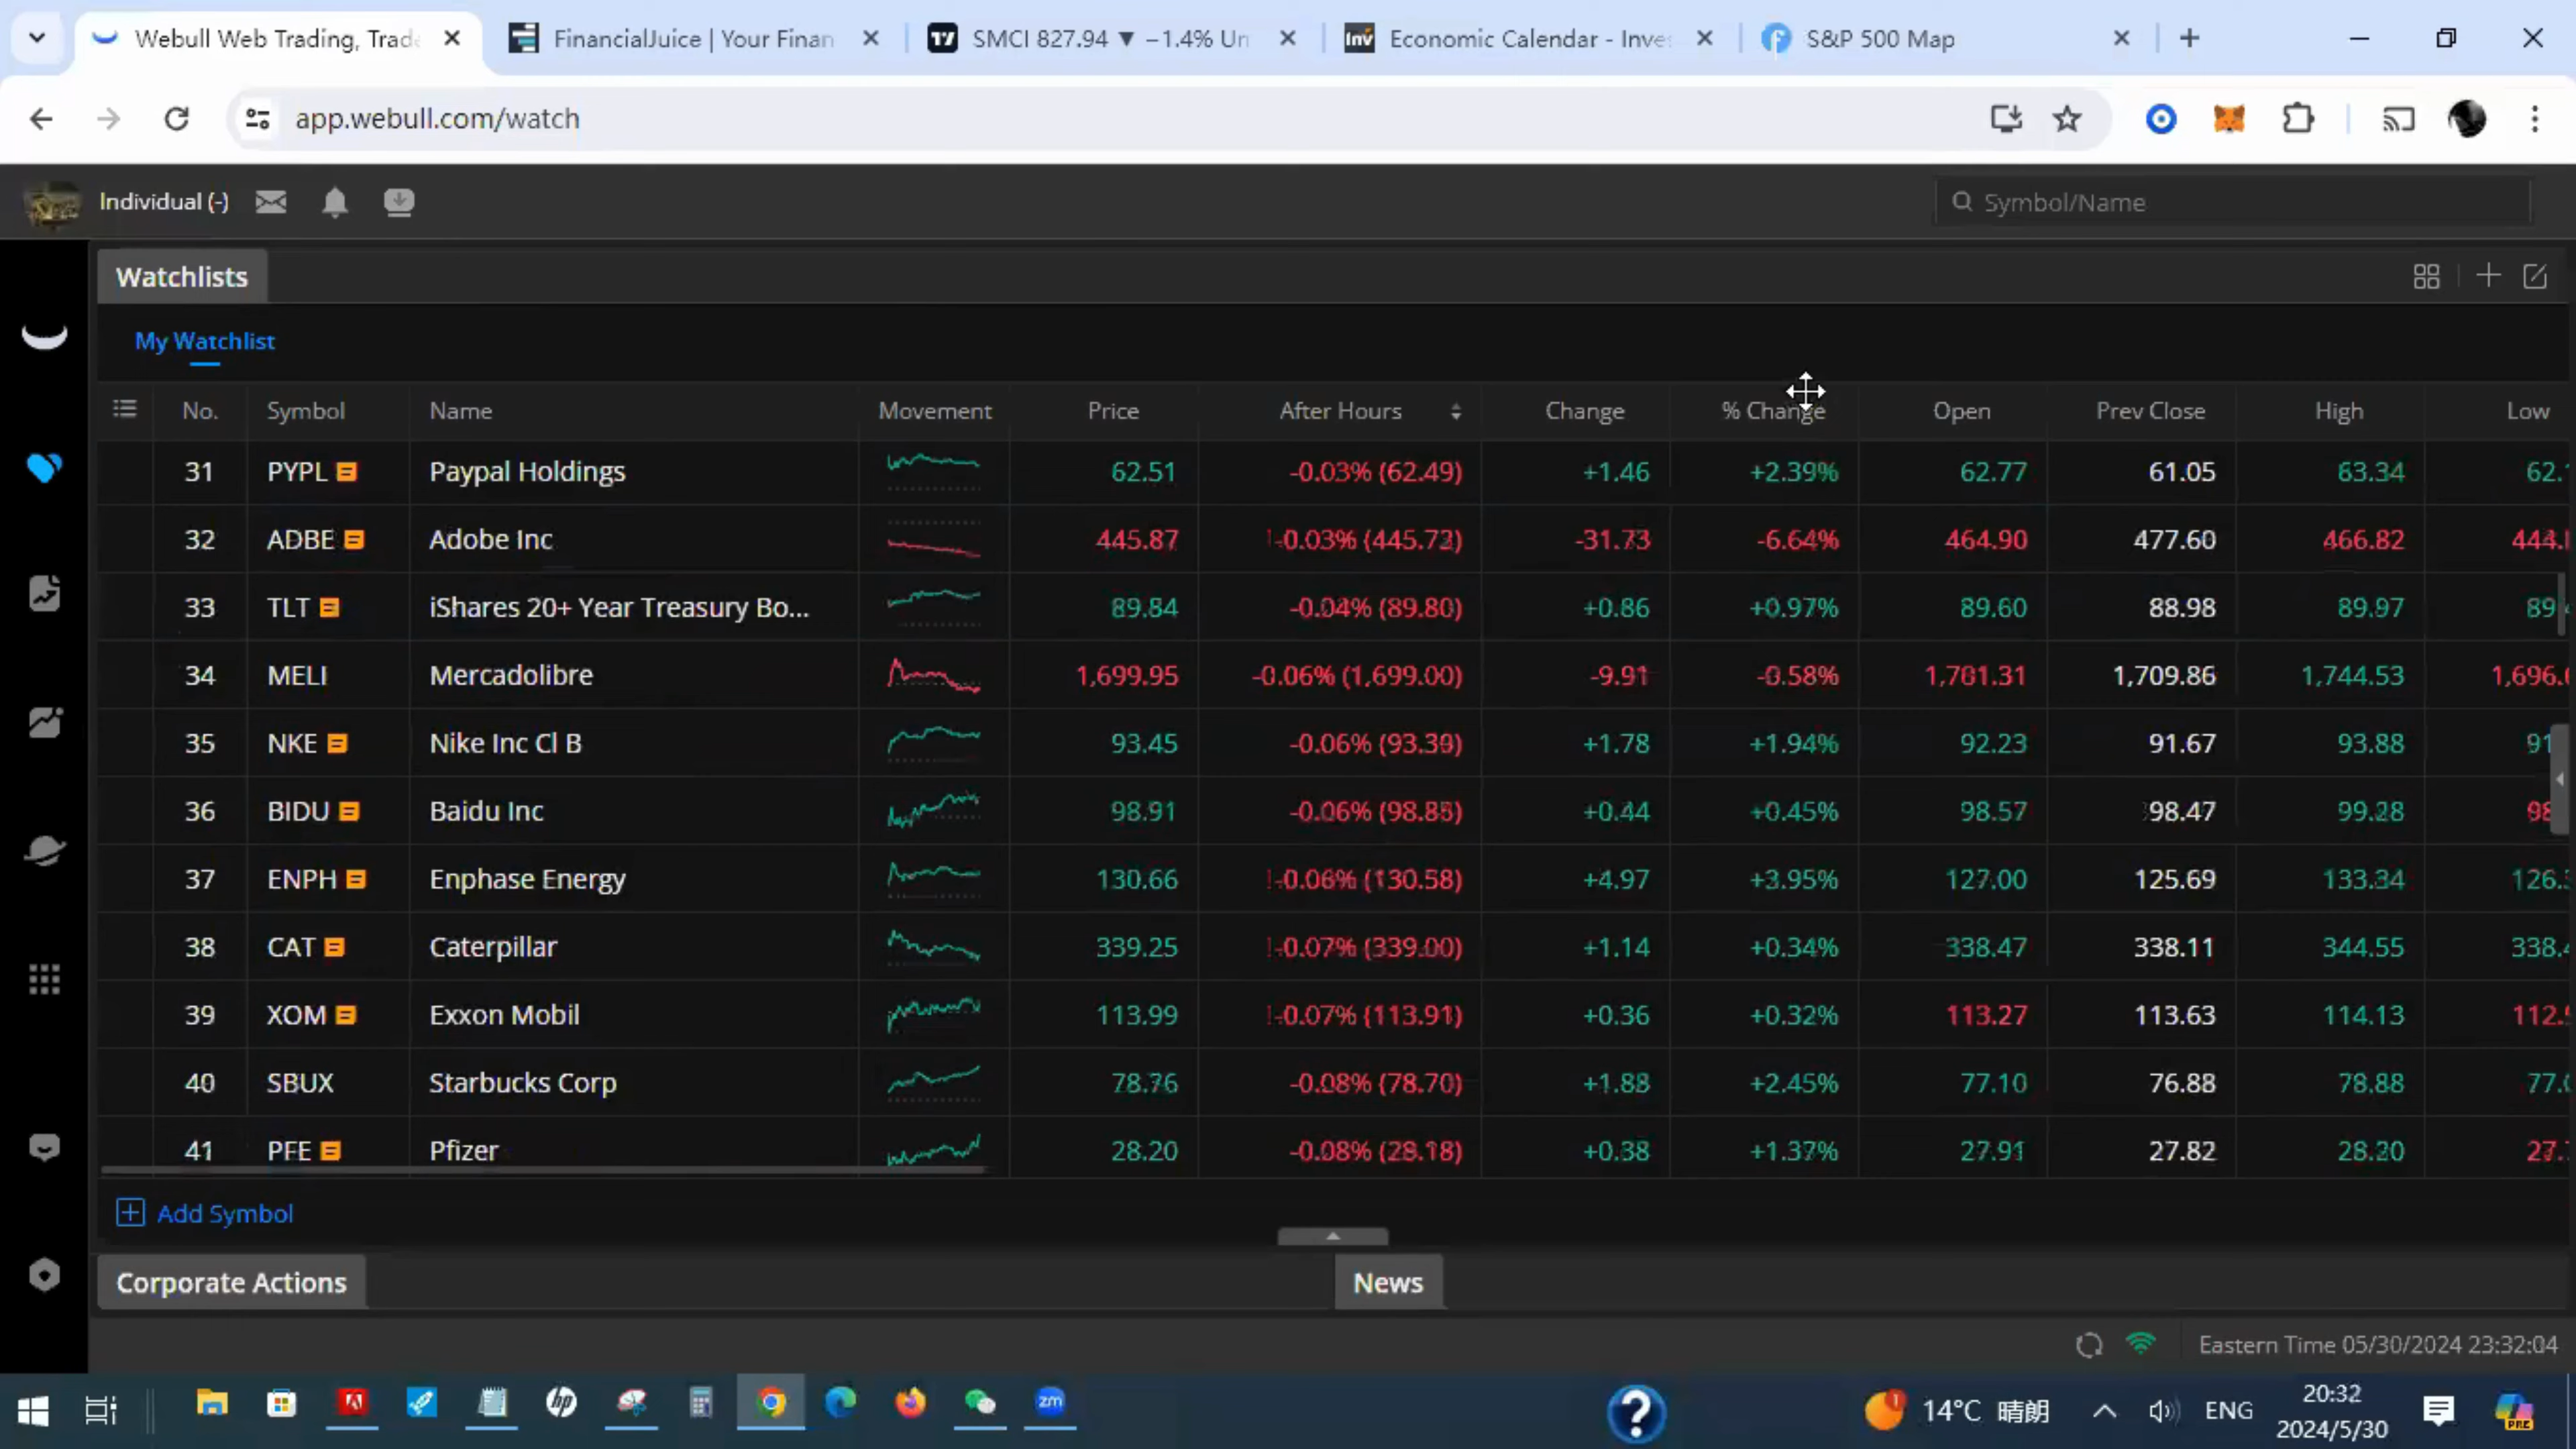 Webull Web Trading, Trade
FinancialJuice | Your Finan
SMCI 827.94 ▼ −1.4% Un
Economic Calendar - Inves
S&P 500 Map
app.webull.com/watch
Individual (-)
Symbol/Name
Watchlists
My Watchlist
No. Symbol Name Movement Price After Hours Change % Change Open Prev Close High Low
31 PYPL Paypal Holdings 62.51 -0.03% (62.49) +1.46 +2.39% 62.77 61.05 63.34 62.
32 ADBE Adobe Inc 445.87 -0.03% (445.72) -31.73 -6.64% 464.90 477.60 466.82 444.
33 TLT iShares 20+ Year Treasury Bo... 89.84 -0.04% (89.80) +0.86 +0.97% 89.60 88.98 89.97 89
34 MELI Mercadolibre 1,699.95 -0.06% (1,699.00) -9.91 -0.58% 1,701.31 1,709.86 1,744.53 1,696.
35 NKE Nike Inc Cl B 93.45 -0.06% (93.39) +1.78 +1.94% 92.23 91.67 93.88 91
36 BIDU Baidu Inc 98.91 -0.06% (98.85) +0.44 +0.45% 98.57 98.47 99.28 98
37 ENPH Enphase Energy 130.66 -0.06% (130.58) +4.97 +3.95% 127.00 125.69 133.34 126.
38 CAT Caterpillar 339.25 -0.07% (339.00) +1.14 +0.34% 338.47 338.11 344.55 338.
39 XOM Exxon Mobil 113.99 -0.07% (113.91) +0.36 +0.32% 113.27 113.63 114.13 112.
40 SBUX Starbucks Corp 78.76 -0.08% (78.70) +1.88 +2.45% 77.10 76.88 78.88 77.
41 PFE Pfizer 28.20 -0.08% (28.18) +0.38 +1.37% 27.91 27.82 28.20 27.
Add Symbol
Corporate Actions
News
Eastern Time 05/30/2024 23:32:04
14°C 晴朗
ENG
20:32
2024/5/30